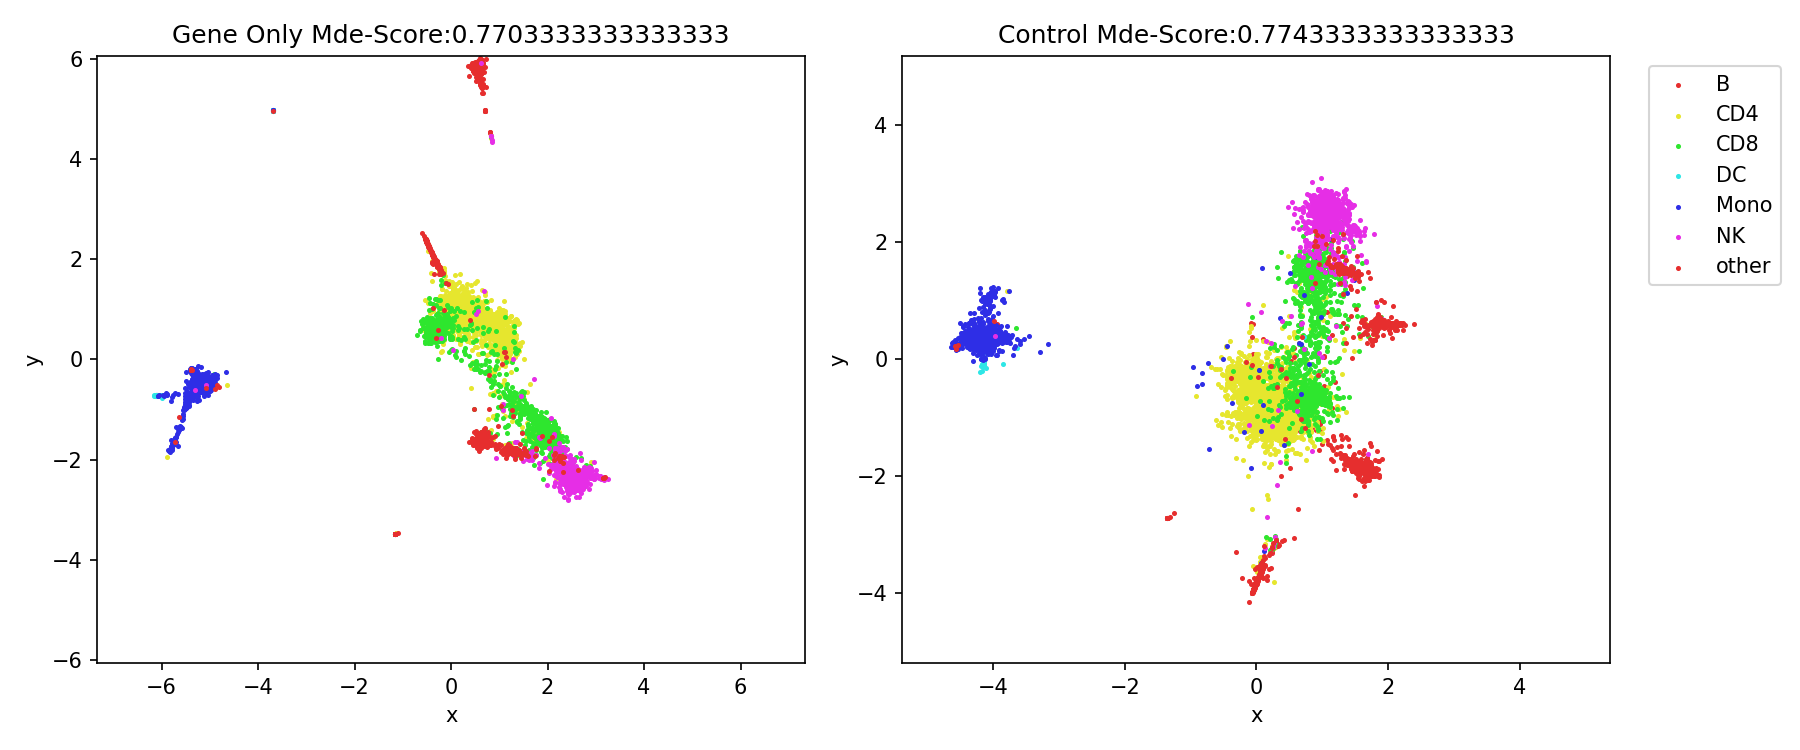 Gene Only Mde-Score:0.7703333333333333
6
4
2
0
−2
−4
−6
y
−6 −4 −2 0 2 4 6
x
Control Mde-Score:0.7743333333333333
4
2
0
−2
−4
y
−4 −2 0 2 4
x
B
CD4
CD8
DC
Mono
NK
other